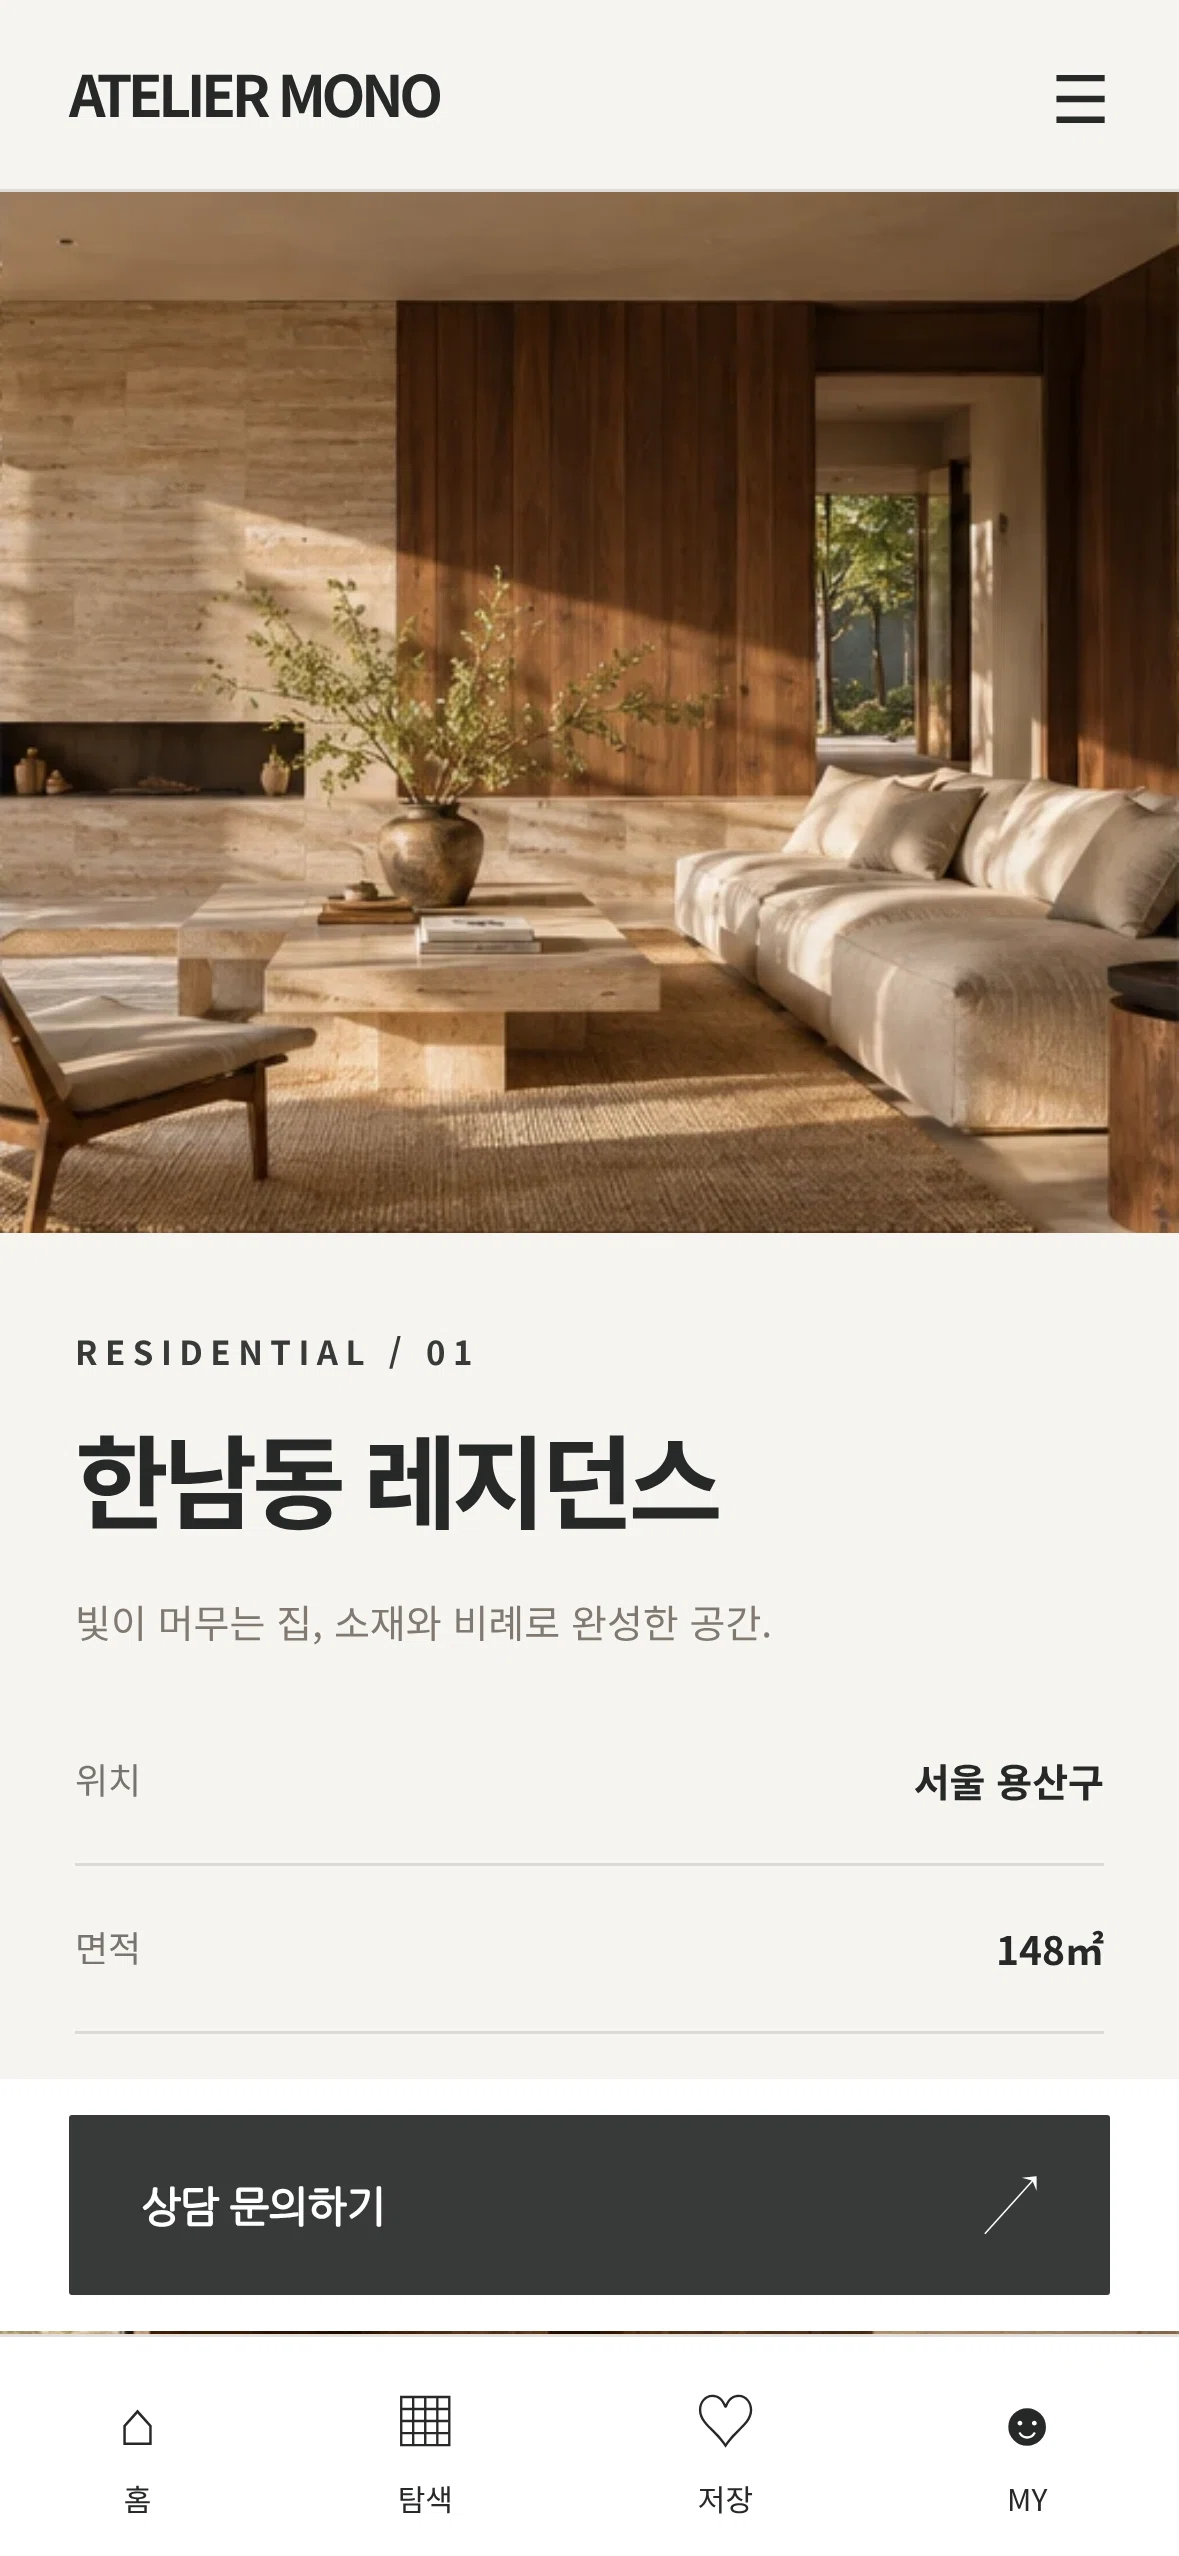 ATELIER MONO
RESIDENTIAL / 01
한남동 레지던스
빛이 머무는 집, 소재와 비례로 완성한 공간.
위치 서울 용산구
면적 148㎡
상담 문의하기
홈 탐색 저장 MY